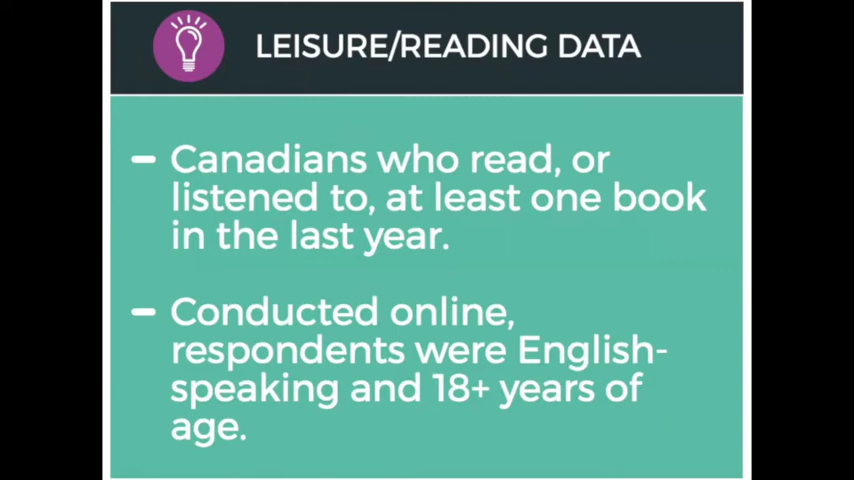 LEISURE/READING DATA
– Canadians who read, or
listened to, at least one book
in the last year.
– Conducted online,
respondents were English-
speaking and 18+ years of
age.